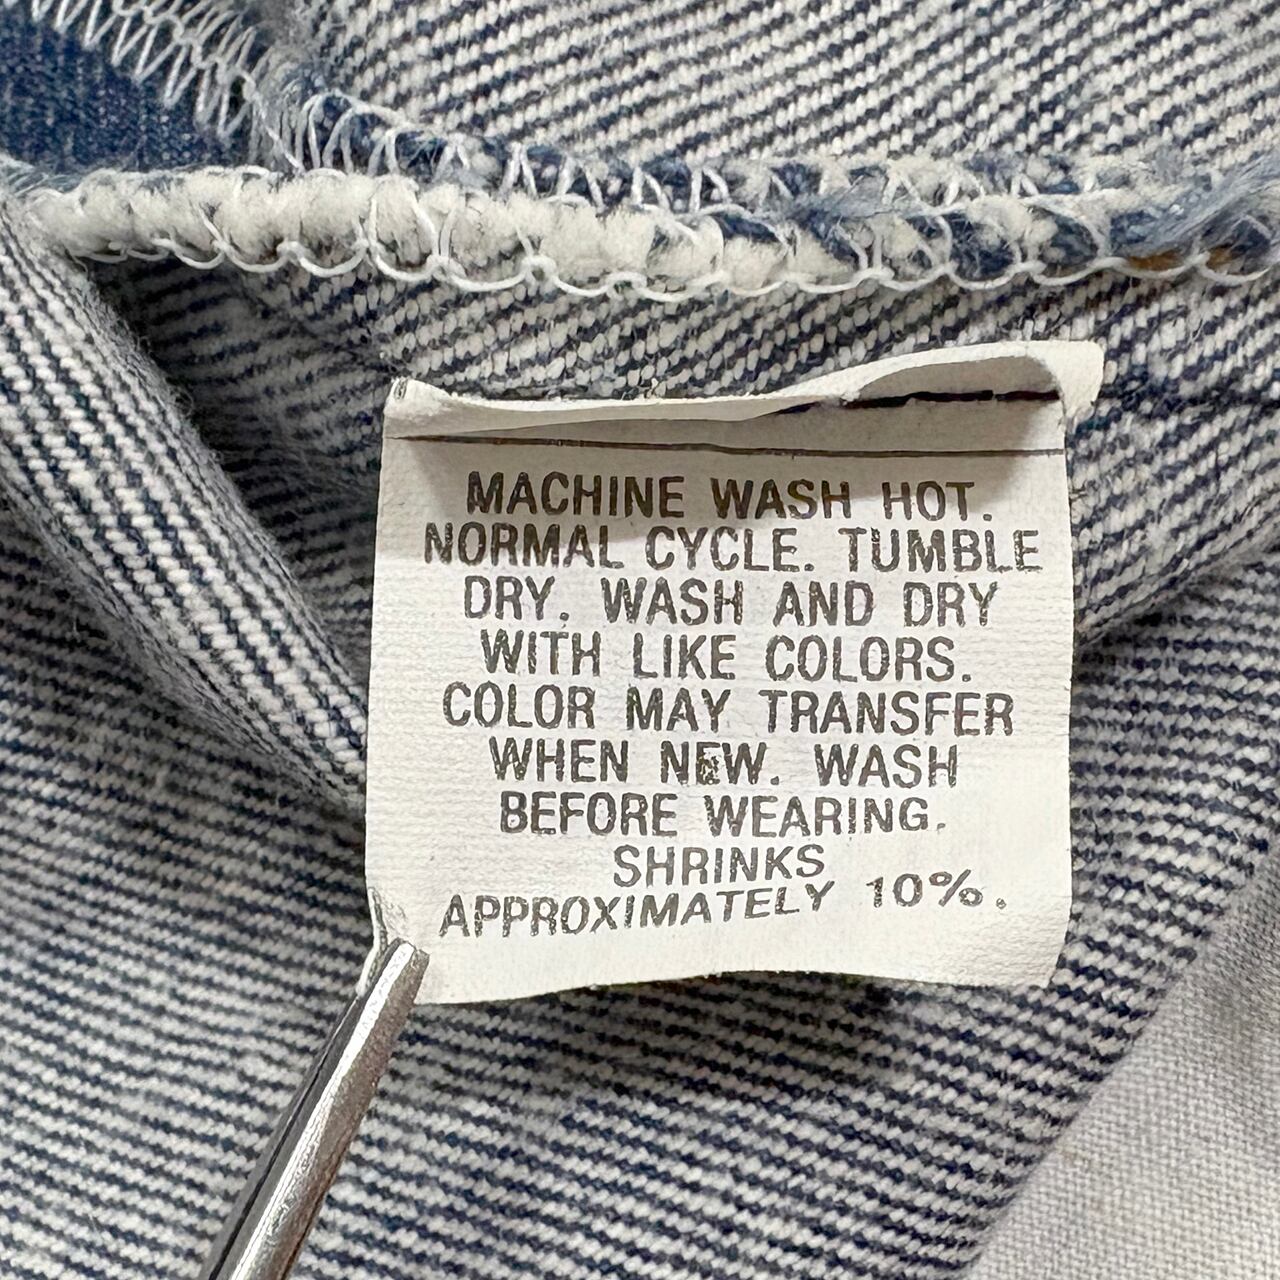 MACHINE WASH HOT.
NORMAL CYCLE. TUMBLE
DRY. WASH AND DRY
WITH LIKE COLORS.
COLOR MAY TRANSFER
WHEN NEW. WASH
BEFORE WEARING.
SHRINKS
APPROXIMATELY 10%.